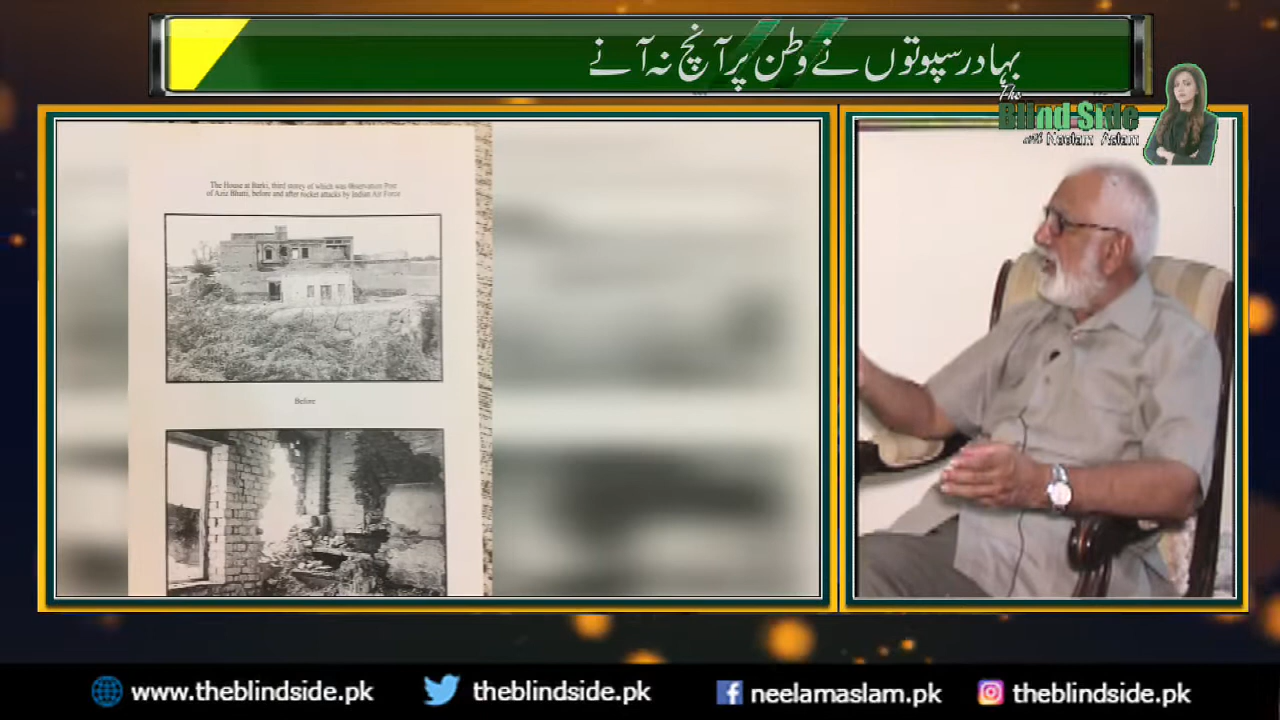 بہادر سپوتوں نے وطن پر آنچ نہ آنے
The
Blind Side
with Neelam Aslam
The House at Barki, third storey of which was Observation Post
of Aziz Bhatti, before and after rocket attacks by Indian Air Force
Before
www.theblindside.pk
theblindside.pk
neelamaslam.pk
theblindside.pk